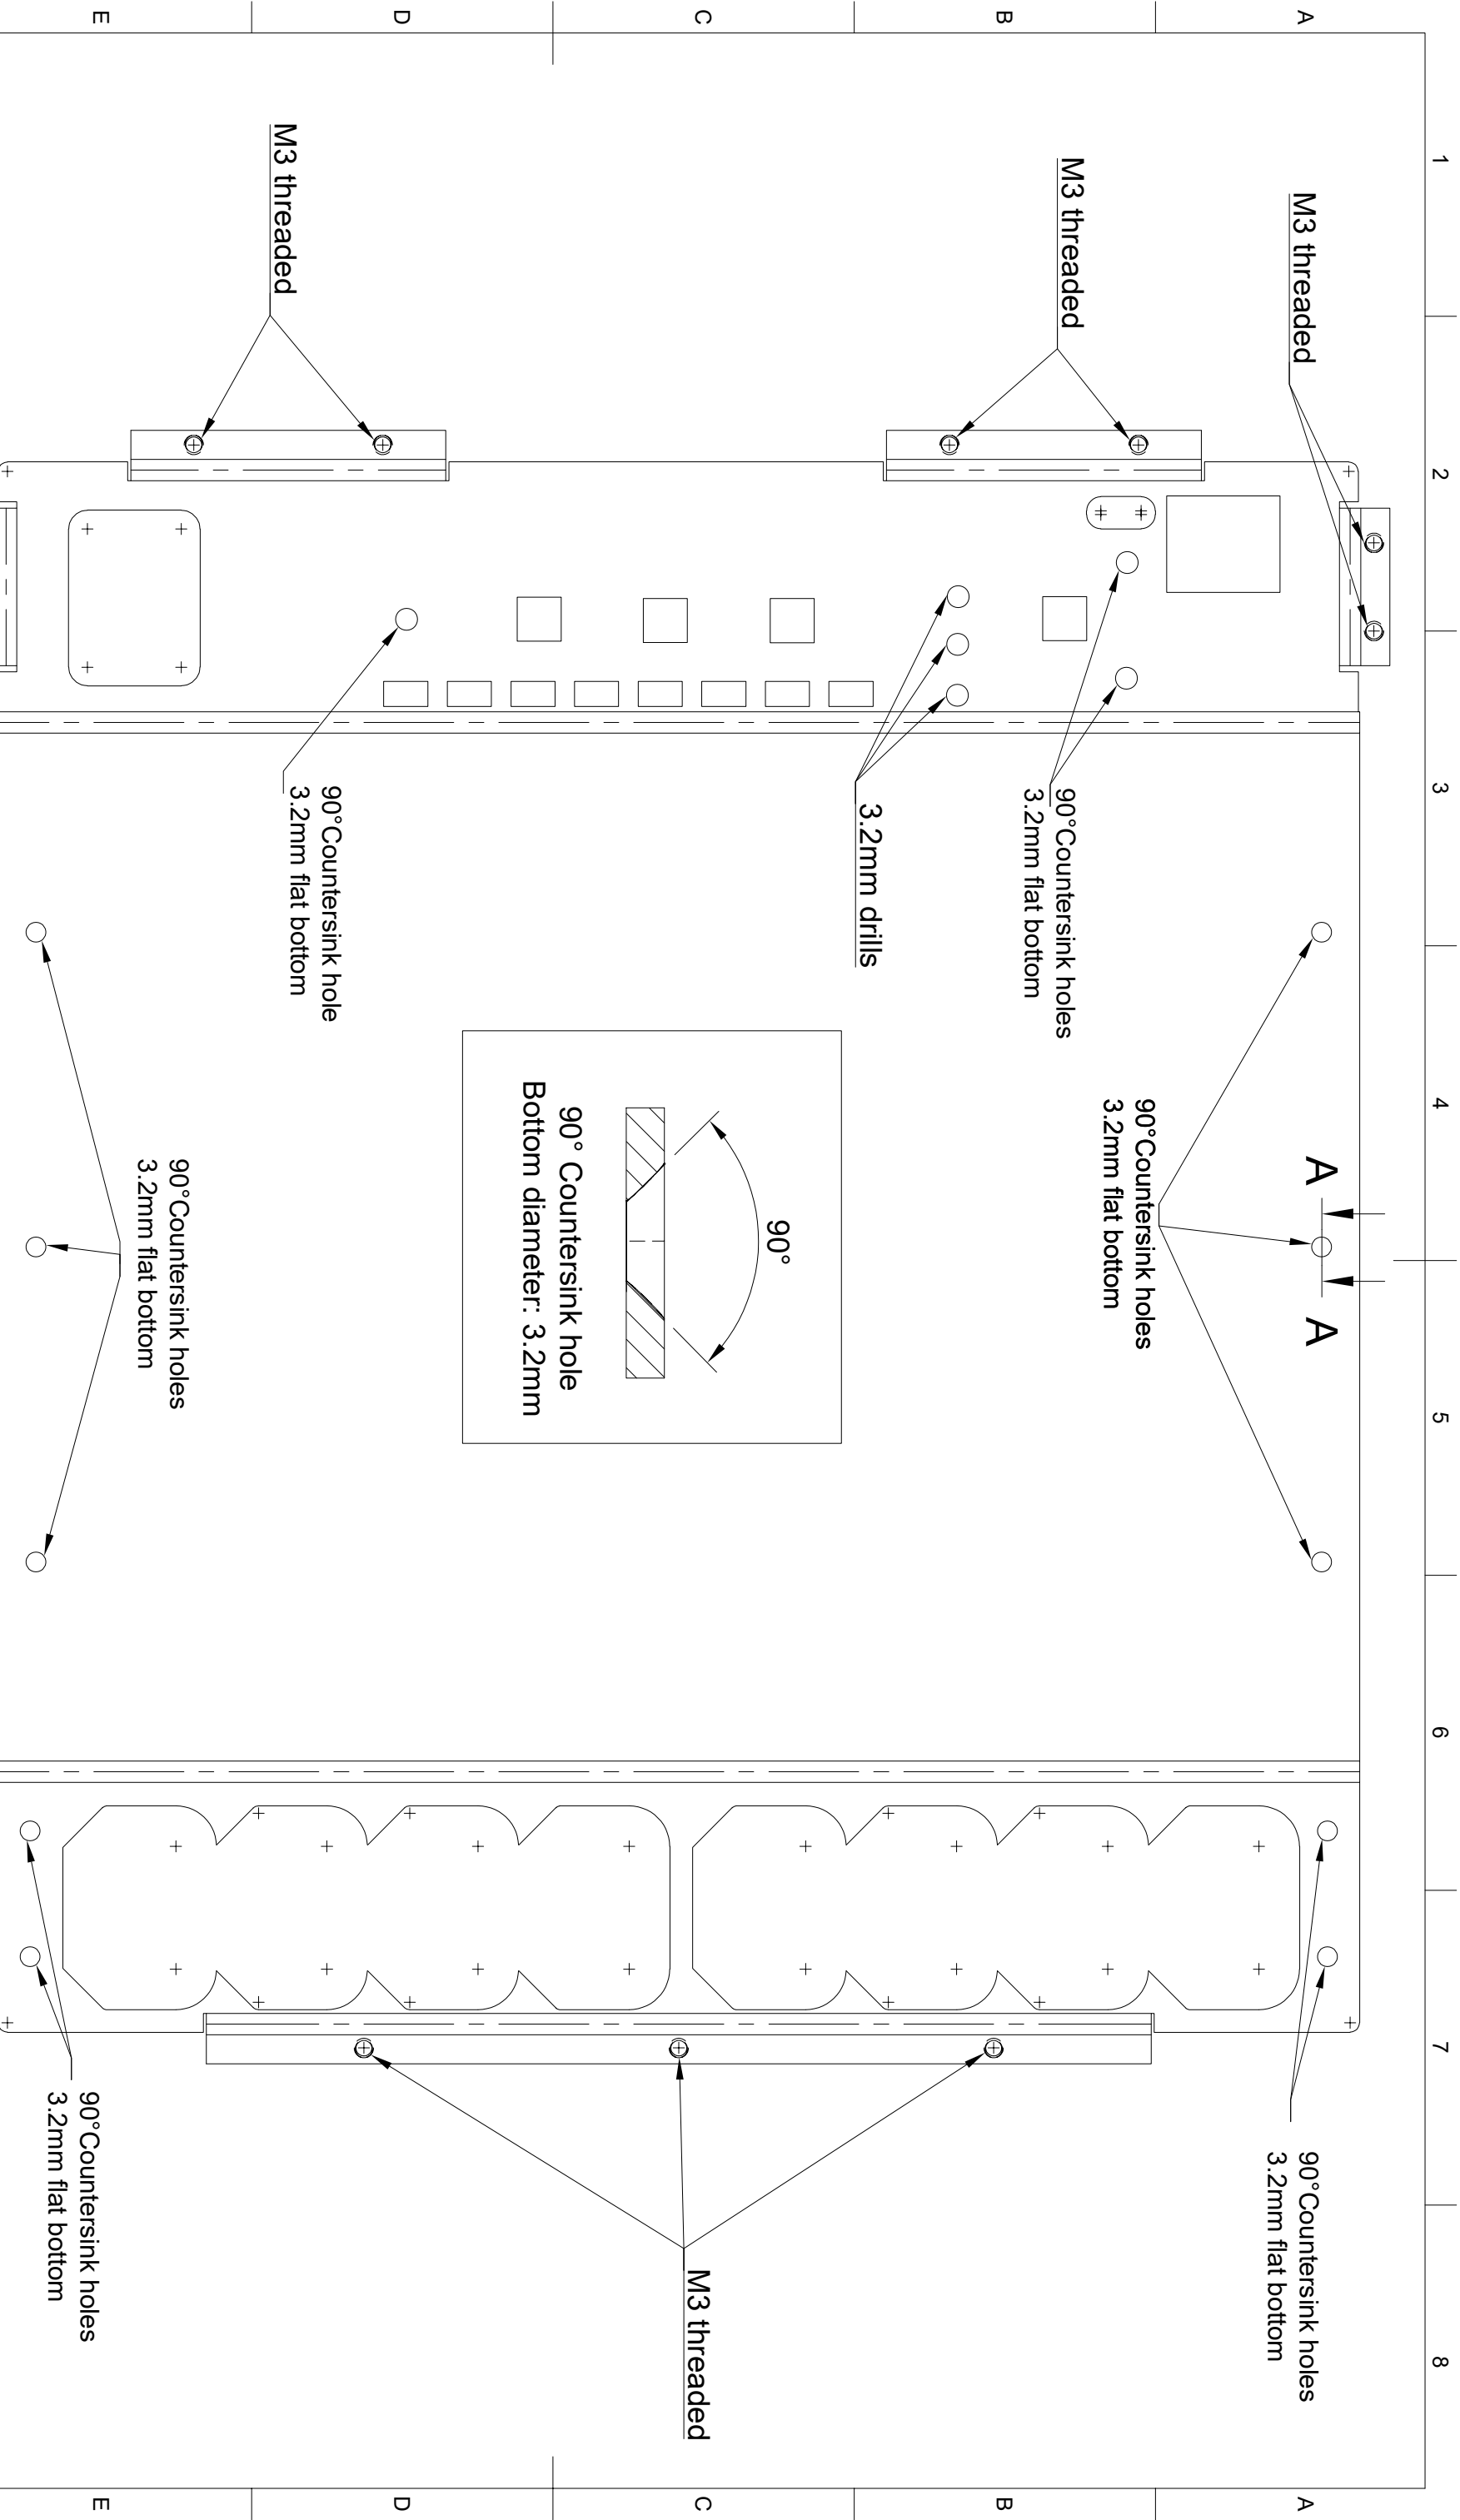 1
2
3
4
5
6
7
8
A
A
B
B
C
C
D
D
E
E
M3 threaded
M3 threaded
M3 threaded
90°Countersink holes
3.2mm flat bottom
3.2mm drills
90°Countersink hole
3.2mm flat bottom
A
A
90°Countersink holes
3.2mm flat bottom
90°
90° Countersink hole
Bottom diameter: 3.2mm
90°Countersink holes
3.2mm flat bottom
90°Countersink holes
3.2mm flat bottom
M3 threaded
90°Countersink holes
3.2mm flat bottom